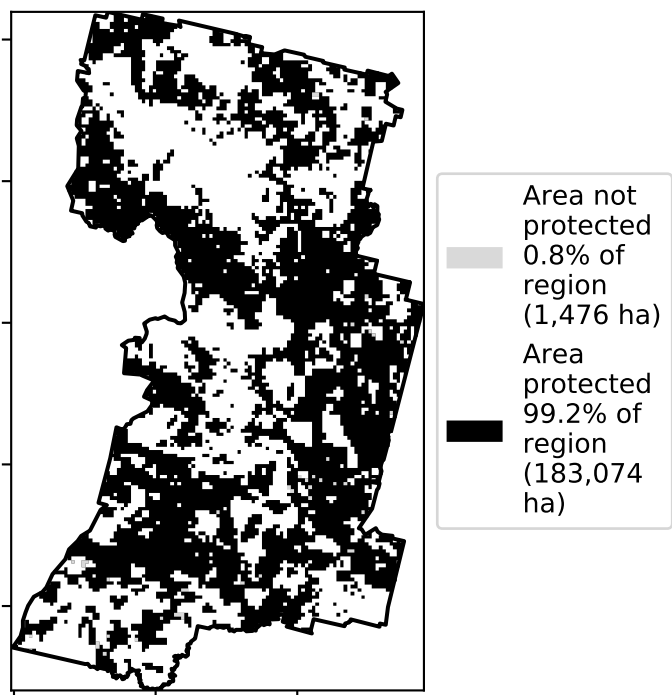 Area not
protected
0.8% of
region
(1,476 ha)
Area
protected
99.2% of
region
(183,074
ha)